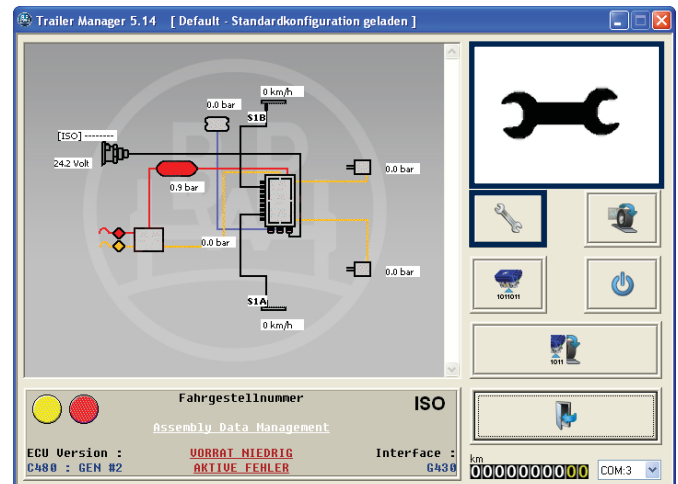 Trailer Manager 5.14 [ Default - Standardkonfiguration geladen ]
0 km/h
0.0 bar
S1B
[ISO] --------
24.2 Volt
0.0 bar
0.9 bar
0.0 bar
0.0 bar
S1A
0 km/h
1011011
1011
Fahrgestellnummer
ISO
Assembly Data Management
ECU Version : VORRAT NIEDRIG Interface :
C480 : GEN #2 AKTIVE FEHLER G430
km
00000000000 COM:3